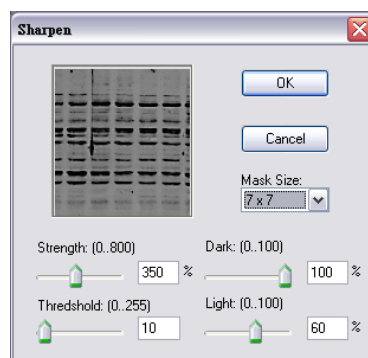 Sharpen
OK
Cancel
Mask Size:
7 x 7
Strength: (0..800)
350 %
Dark: (0..100)
100 %
Thredshold: (0..255)
10
Light: (0..100)
60 %